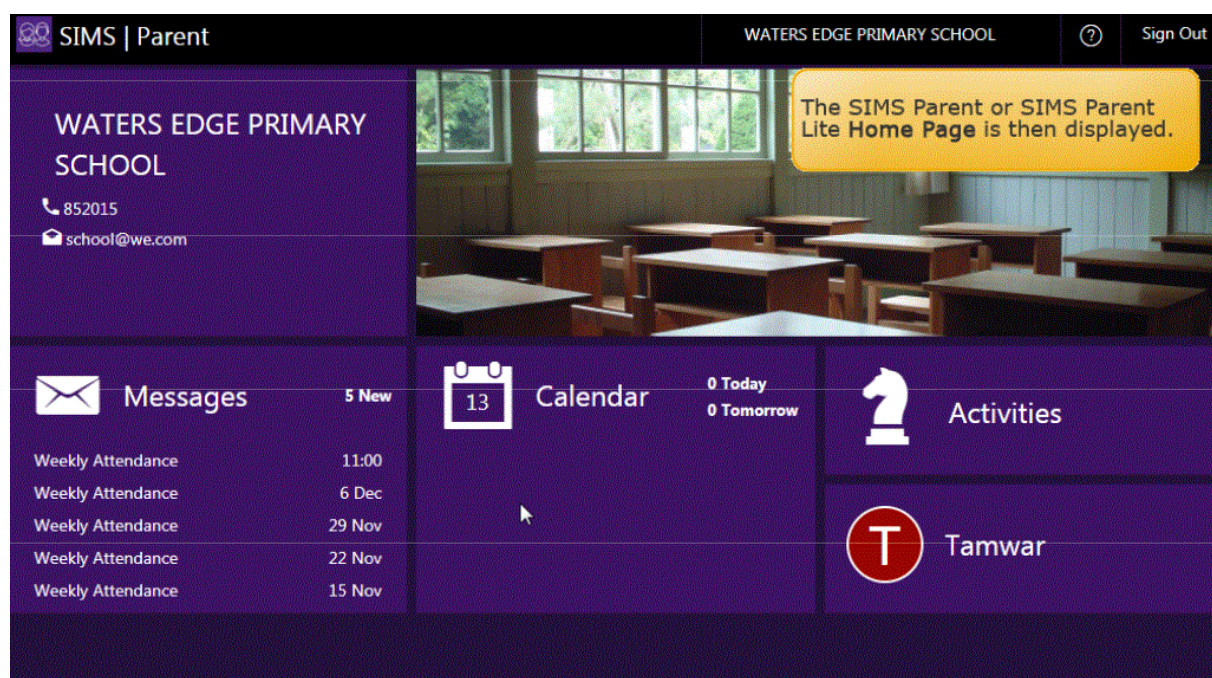 SIMS | Parent
WATERS EDGE PRIMARY SCHOOL
?
Sign Out
WATERS EDGE PRIMARY
SCHOOL
852015
school@we.com
The SIMS Parent or SIMS Parent
Lite Home Page is then displayed.
Messages
5 New
Weekly Attendance 11:00
Weekly Attendance 6 Dec
Weekly Attendance 29 Nov
Weekly Attendance 22 Nov
Weekly Attendance 15 Nov
13
Calendar
0 Today
0 Tomorrow
Activities
T
Tamwar